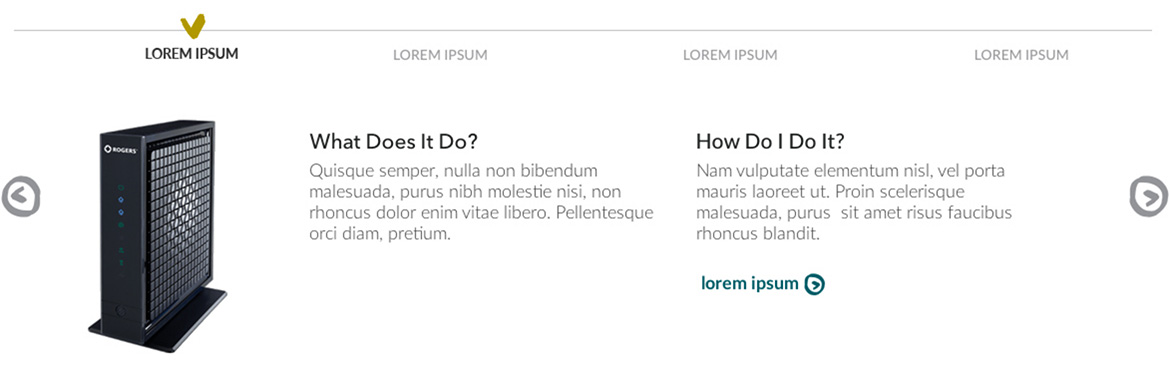 LOREM IPSUM
LOREM IPSUM
LOREM IPSUM
LOREM IPSUM
ROGERS
What Does It Do?
Quisque semper, nulla non bibendum
malesuada, purus nibh molestie nisi, non
rhoncus dolor enim vitae libero. Pellentesque
orci diam, pretium.
How Do I Do It?
Nam vulputate elementum nisl, vel porta
mauris laoreet ut. Proin scelerisque
malesuada, purus  sit amet risus faucibus
rhoncus blandit.
lorem ipsum